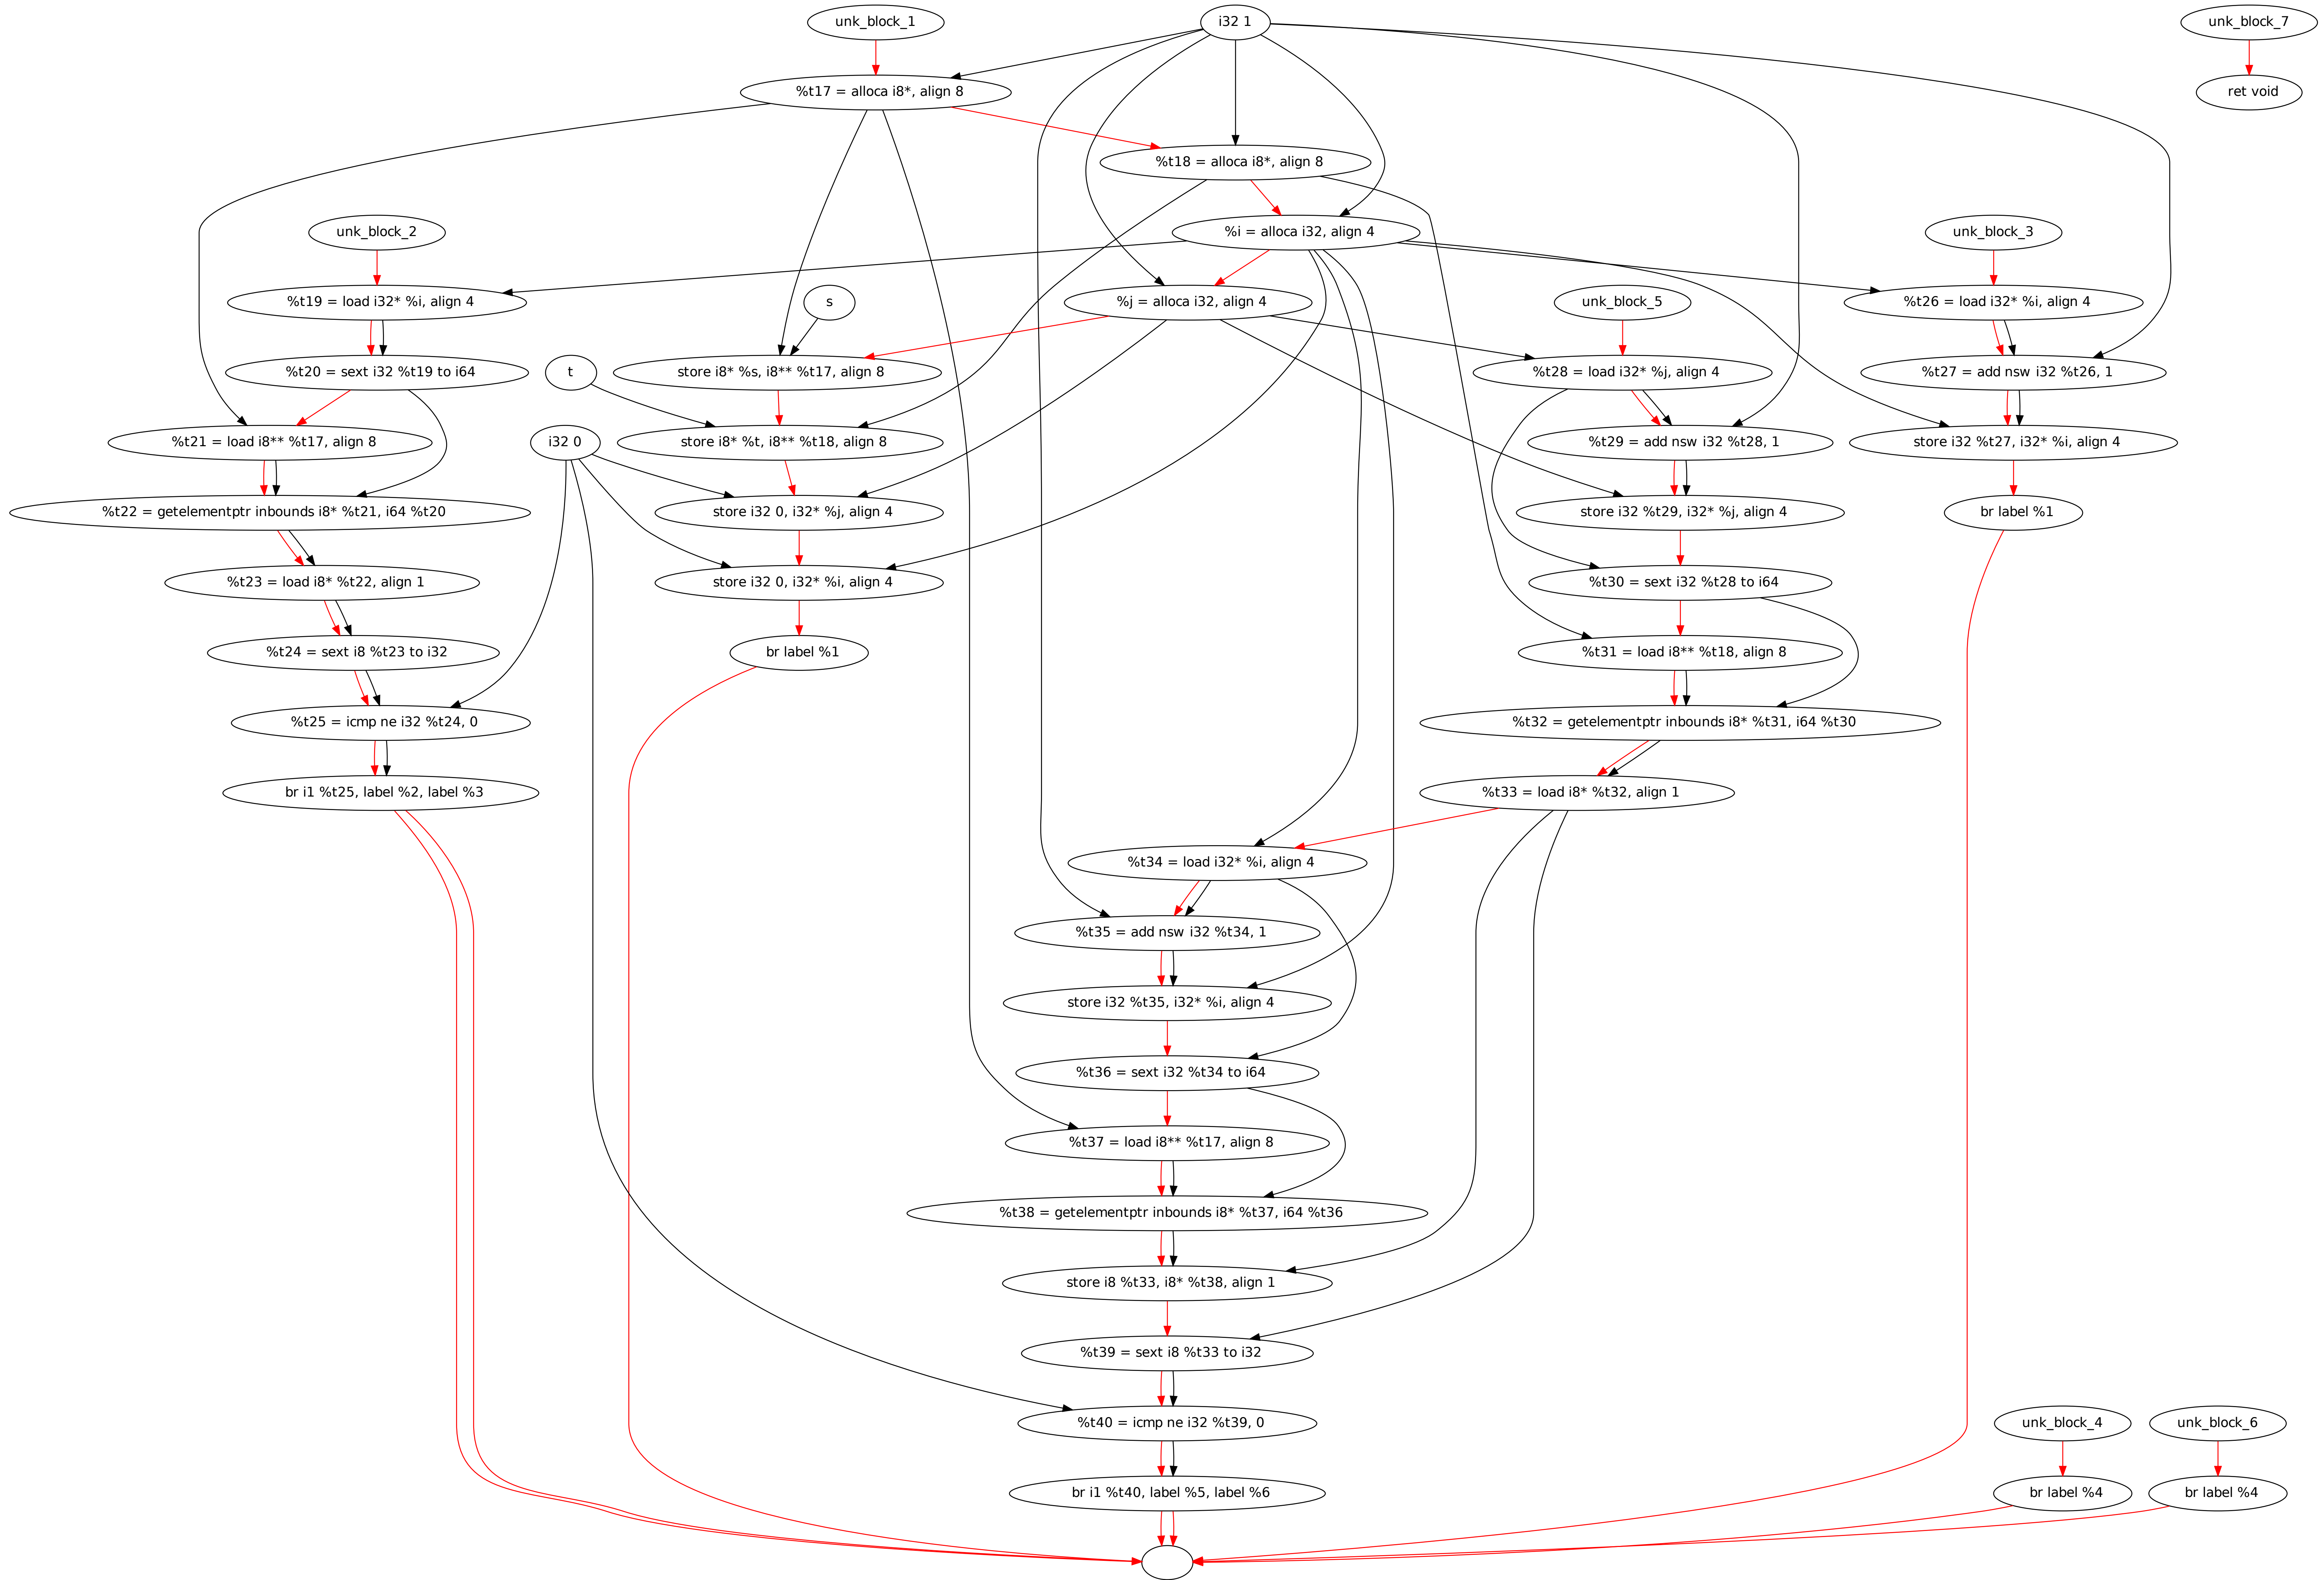 unk_block_1
i32 1
unk_block_7
%t17 = alloca i8*, align 8
ret void
%t18 = alloca i8*, align 8
unk_block_2
%i = alloca i32, align 4
unk_block_3
%t19 = load i32* %i, align 4
s
%j = alloca i32, align 4
unk_block_5
%t26 = load i32* %i, align 4
%t20 = sext i32 %t19 to i64
t
store i8* %s, i8** %t17, align 8
%t28 = load i32* %j, align 4
%t27 = add nsw i32 %t26, 1
%t21 = load i8** %t17, align 8
i32 0
store i8* %t, i8** %t18, align 8
%t29 = add nsw i32 %t28, 1
store i32 %t27, i32* %i, align 4
%t22 = getelementptr inbounds i8* %t21, i64 %t20
store i32 0, i32* %j, align 4
store i32 %t29, i32* %j, align 4
br label %1
%t23 = load i8* %t22, align 1
store i32 0, i32* %i, align 4
%t30 = sext i32 %t28 to i64
%t24 = sext i8 %t23 to i32
br label %1
%t31 = load i8** %t18, align 8
%t25 = icmp ne i32 %t24, 0
%t32 = getelementptr inbounds i8* %t31, i64 %t30
br i1 %t25, label %2, label %3
%t33 = load i8* %t32, align 1
%t34 = load i32* %i, align 4
%t35 = add nsw i32 %t34, 1
store i32 %t35, i32* %i, align 4
%t36 = sext i32 %t34 to i64
%t37 = load i8** %t17, align 8
%t38 = getelementptr inbounds i8* %t37, i64 %t36
store i8 %t33, i8* %t38, align 1
%t39 = sext i8 %t33 to i32
%t40 = icmp ne i32 %t39, 0
unk_block_4
unk_block_6
br i1 %t40, label %5, label %6
br label %4
br label %4